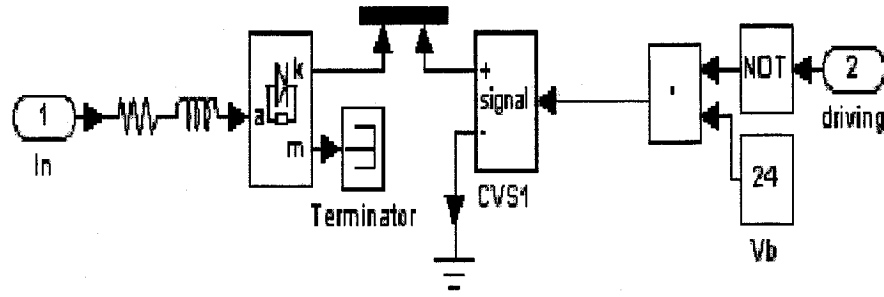 1
In
a
k
m
Terminator
+
signal
-
CVS1
.
NOT
2
driving
24
Vb